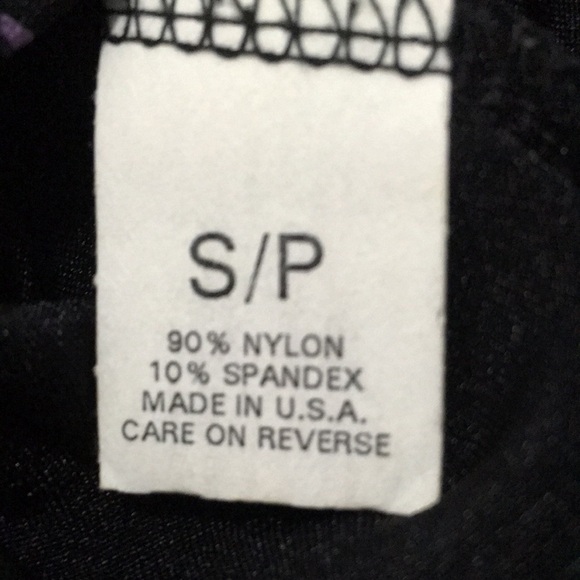 S/P
90% NYLON
10% SPANDEX
MADE IN U.S.A.
CARE ON REVERSE